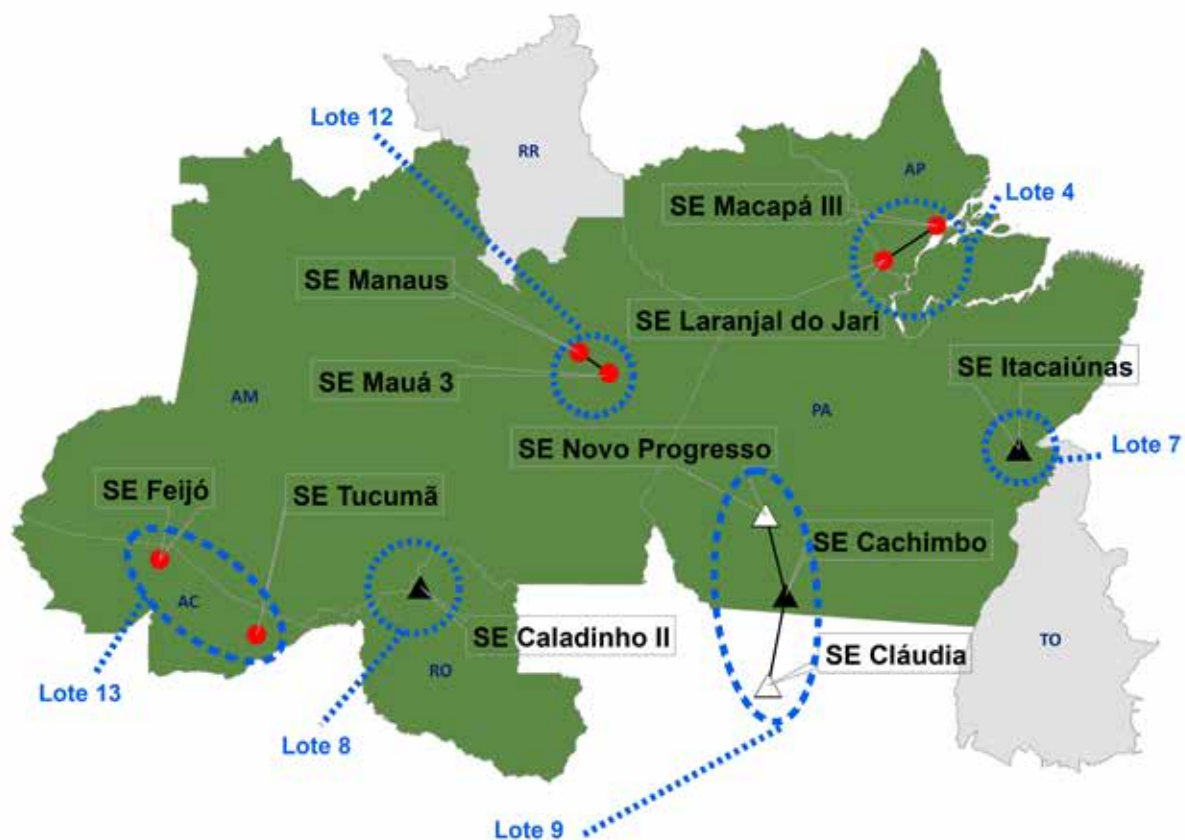 Lote 12
RR
AP
SE Macapá III
Lote 4
SE Manaus
SE Laranjal do Jari
SE Mauá 3
SE Itacaiúnas
AM
PA
SE Novo Progresso
Lote 7
SE Feijó
SE Tucumã
SE Cachimbo
AC
SE Caladinho II
SE Cláudia
TO
RO
Lote 13
Lote 8
Lote 9